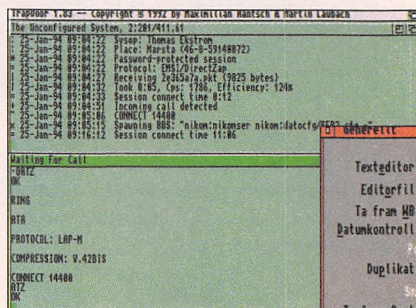 TrapDoor 1.83 -- Copyright © 1992 by Maximilian Hantsch & Martin Laubach
The Unconfigured System, 2:201/411.61
25-Jan-94 09:04:22 Sysop: Thomas Ekstrom
25-Jan-94 09:04:22 Place: Marsta (46-8-59140072)
* 25-Jan-94 09:04:22 Password-protected session
25-Jan-94 09:04:22 Protocol: EMSI/DirectZap
25-Jan-94 09:04:27 Receiving 2e365a7a.pkt (9825 bytes)
25-Jan-94 09:04:32 Took 0:05, Cps: 1786, Efficiency: 124%
25-Jan-94 09:04:34 Session connect time 0:12
+ 25-Jan-94 09:04:51 Incoming call detected
+ 25-Jan-94 09:05:06 CONNECT 14400
25-Jan-94 09:05:15 Spawning BBS: "nikom:nikomser nikom:datocfg/
= 25-Jan-94 09:16:12 Session connect time 11:06
Generellt
Waiting For Call
OK
RING
ATA
PROTOCOL: LAP-M
COMPRESSION: V.42BIS
CONNECT 14400
ATZ
OK
Texteditor
Editorfil
Ta fram WB
Datumkontroll
Duplikat